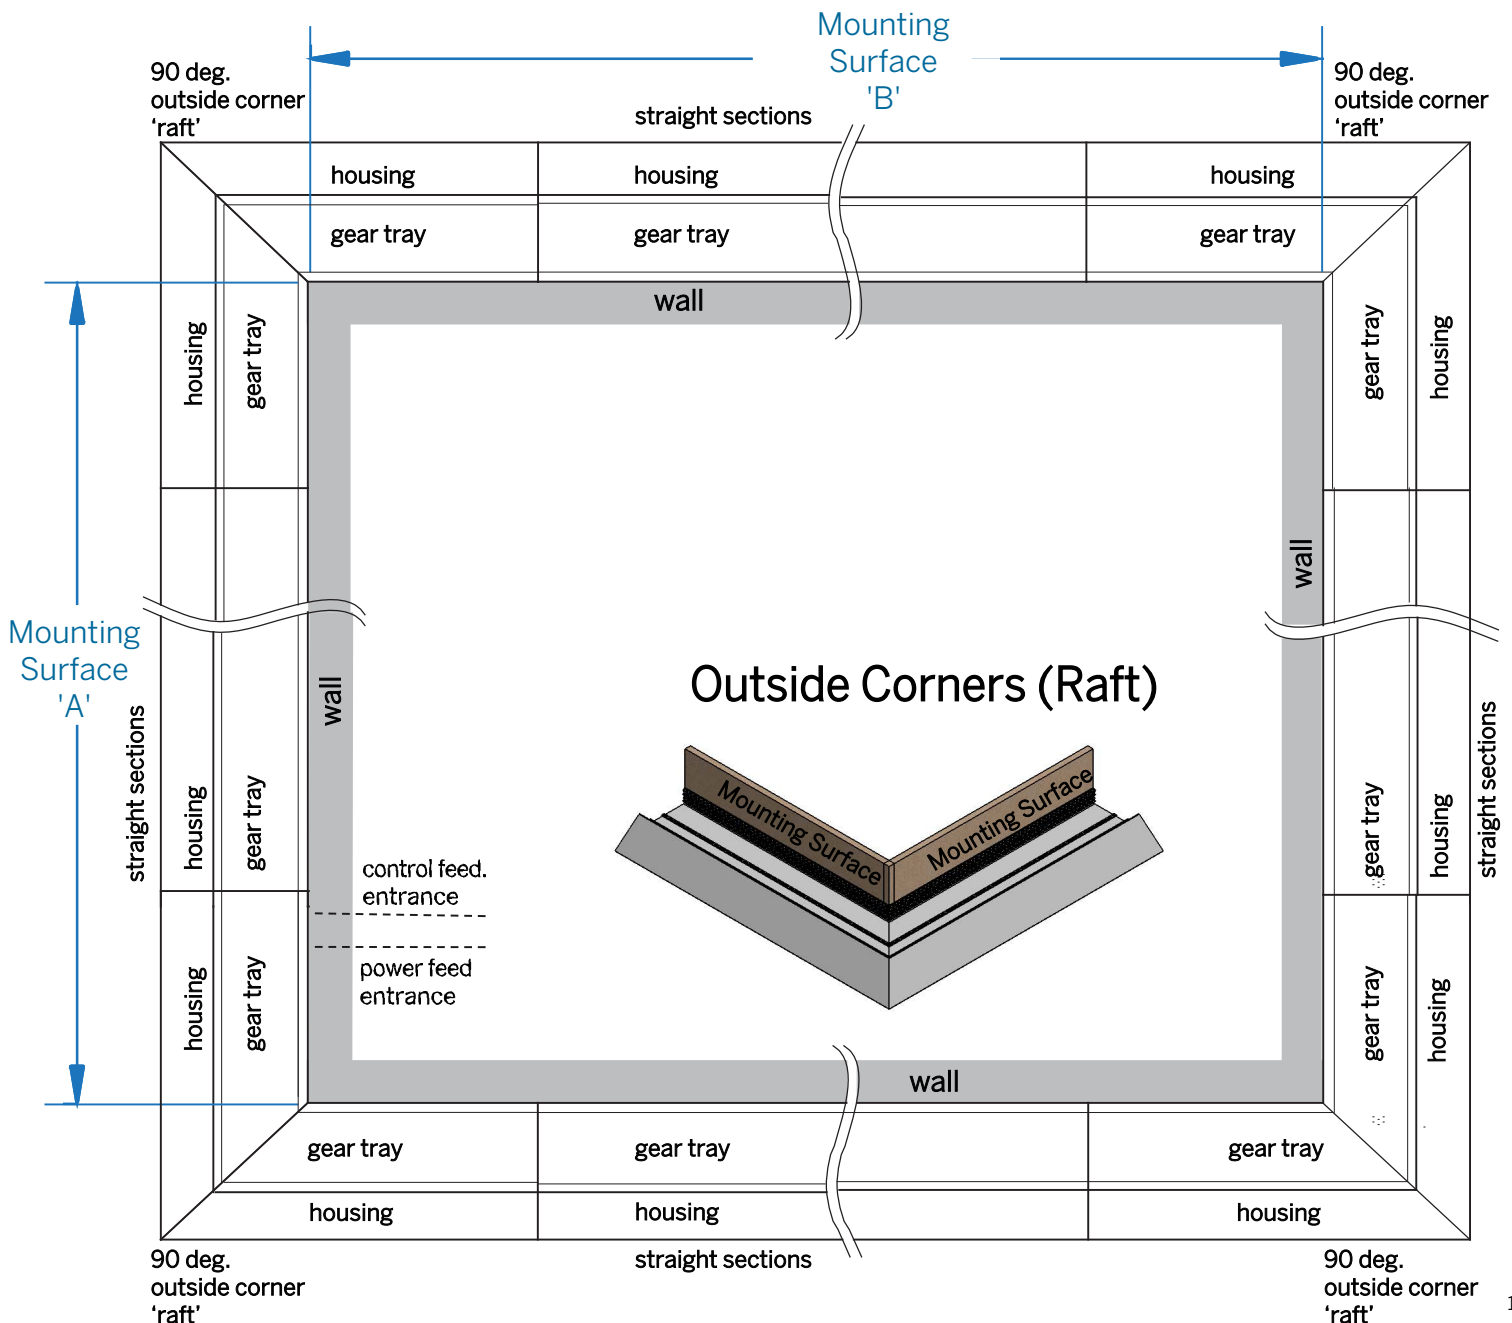 Mounting
Surface
'B'
90 deg.
outside corner
‘raft’
90 deg.
outside corner
‘raft’
straight sections
housing
housing
housing
gear tray
gear tray
gear tray
wall
housing
gear tray
gear tray
housing
wall
Mounting
Surface
'A'
wall
straight sections
Outside Corners (Raft)
Mounting Surface
Mounting Surface
housing
gear tray
gear tray
housing
straight sections
control feed.
entrance
power feed
entrance
housing
gear tray
gear tray
housing
wall
gear tray
gear tray
gear tray
housing
housing
housing
straight sections
90 deg.
outside corner
‘raft’
90 deg.
outside corner
‘raft’
1